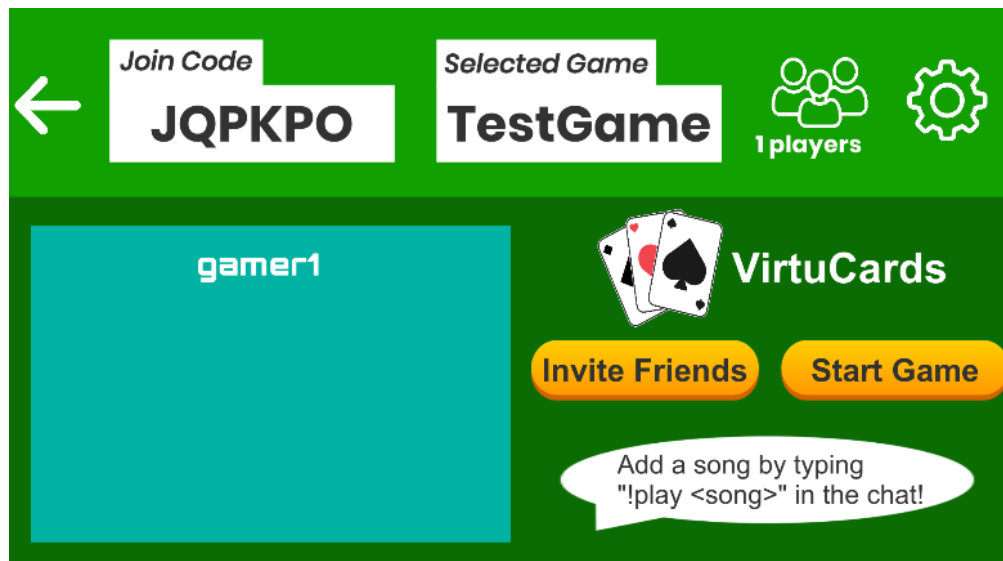 Join Code
JQPKPO
Selected Game
TestGame
1 players
gamer1
VirtuCards
Invite Friends
Start Game
Add a song by typing
"!play <song>" in the chat!